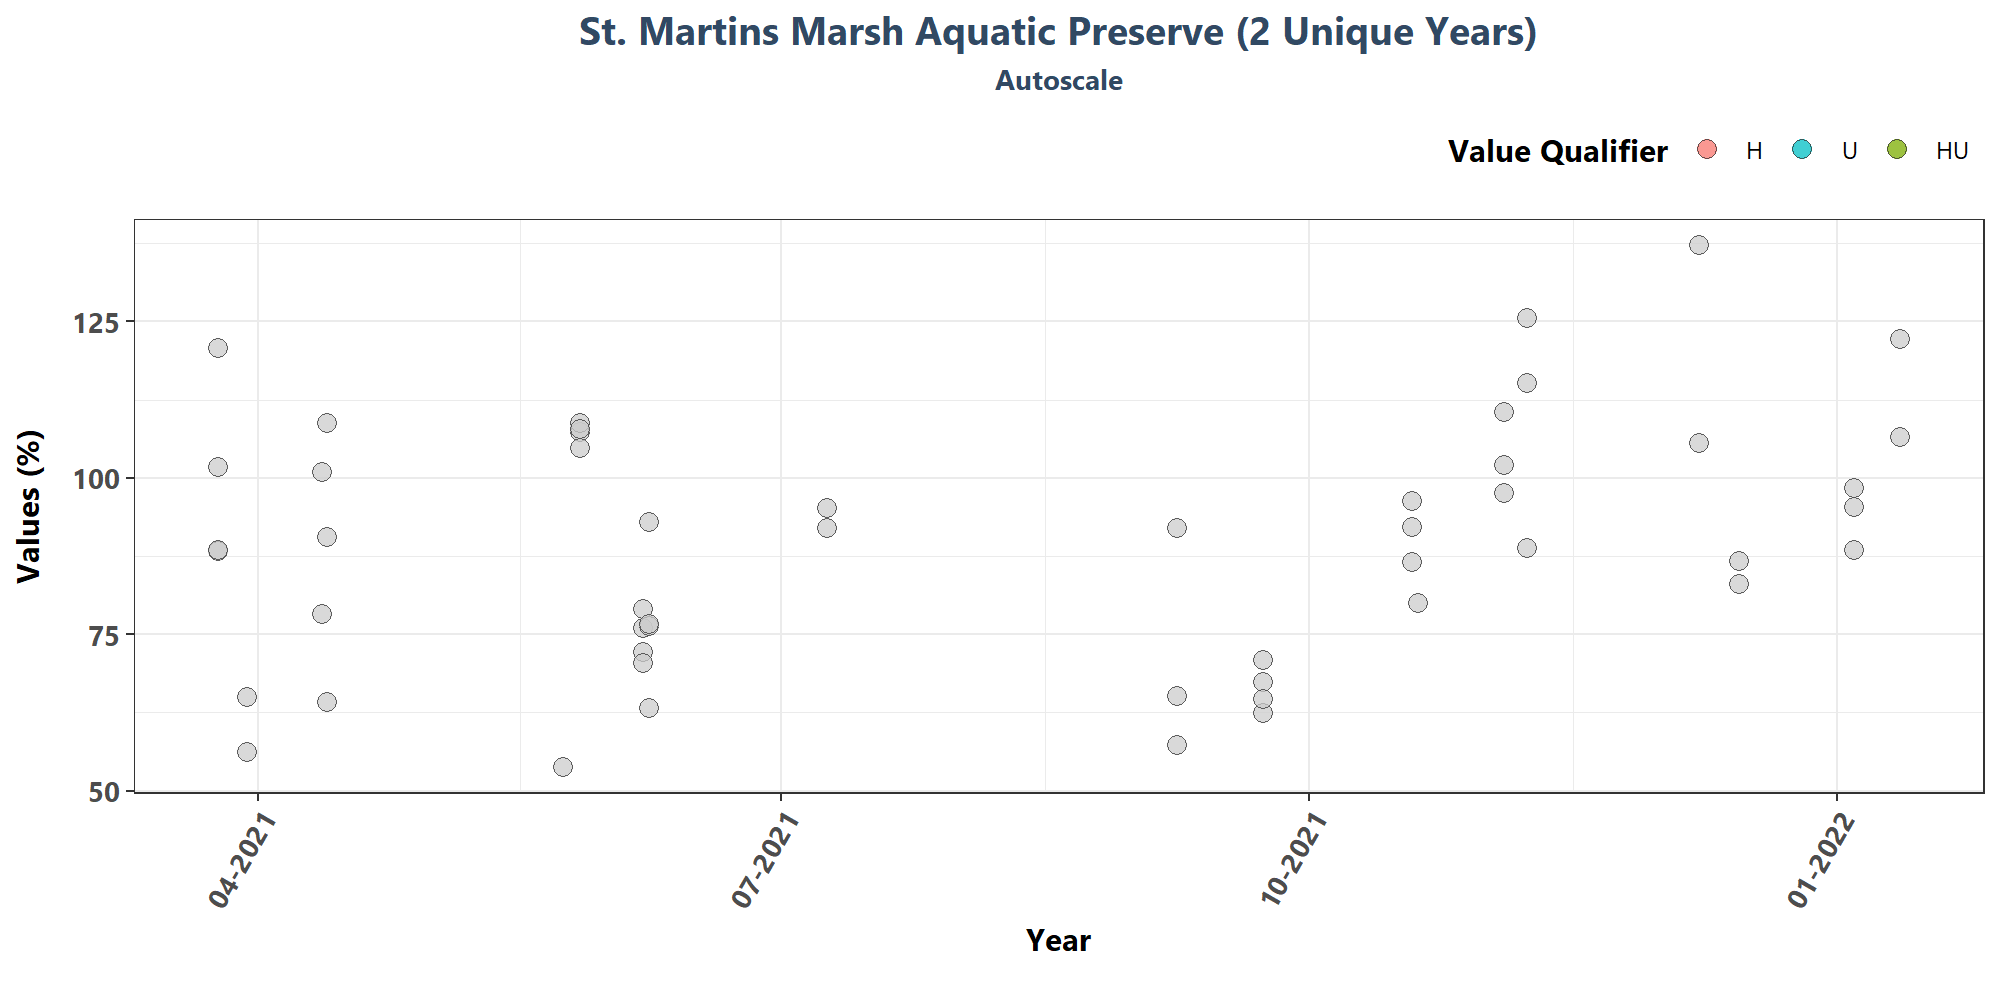 St. Martins Marsh Aquatic Preserve (2 Unique Years)
Autoscale
Value Qualifier H U HU
Values (%)
125
100
75
50
04-2021 07-2021 10-2021 01-2022
Year